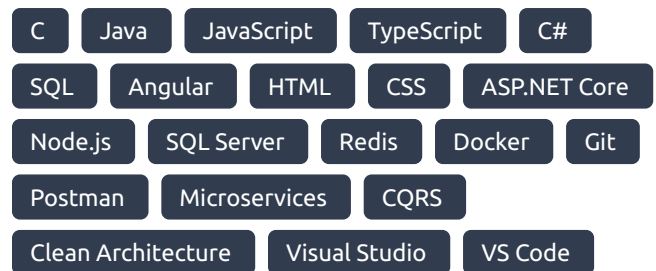 C Java JavaScript TypeScript C#
SQL Angular HTML CSS ASP.NET Core
Node.js SQL Server Redis Docker Git
Postman Microservices CQRS
Clean Architecture Visual Studio VS Code